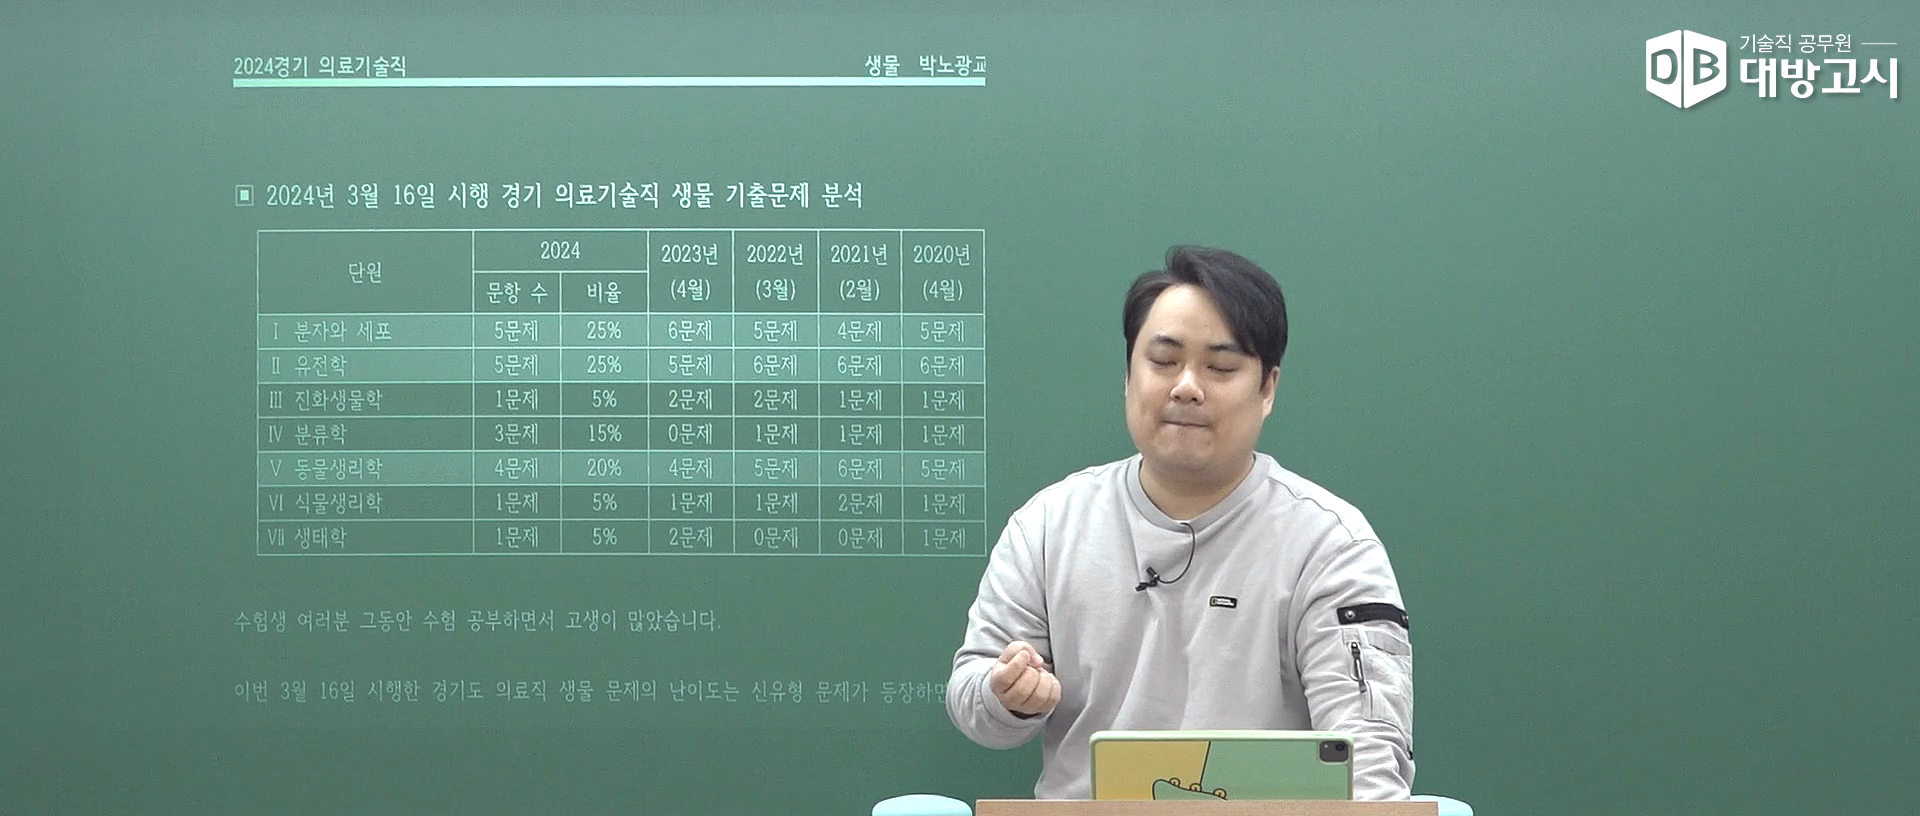 기술직 공무원
DB 대방고시
2024경기 의료기술직 생물 박노광교
▣ 2024년 3월 16일 시행 경기 의료기술직 생물 기출문제 분석
단원 2024 2023년 (4월) 2022년 (3월) 2021년 (2월) 2020년 (4월)
문항 수 비율
Ⅰ 분자와 세포 5문제 25% 6문제 5문제 4문제 5문제
Ⅱ 유전학 5문제 25% 5문제 6문제 6문제 6문제
Ⅲ 진화생물학 1문제 5% 2문제 2문제 1문제 1문제
Ⅳ 분류학 3문제 15% 0문제 1문제 1문제 1문제
Ⅴ 동물생리학 4문제 20% 4문제 5문제 6문제 5문제
Ⅵ 식물생리학 1문제 5% 1문제 1문제 2문제 1문제
Ⅶ 생태학 1문제 5% 2문제 0문제 0문제 1문제
수험생 여러분 그동안 수험 공부하면서 고생이 많았습니다.
이번 3월 16일 시행한 경기도 의료직 생물 문제의 난이도는 신유형 문제가 등장하면